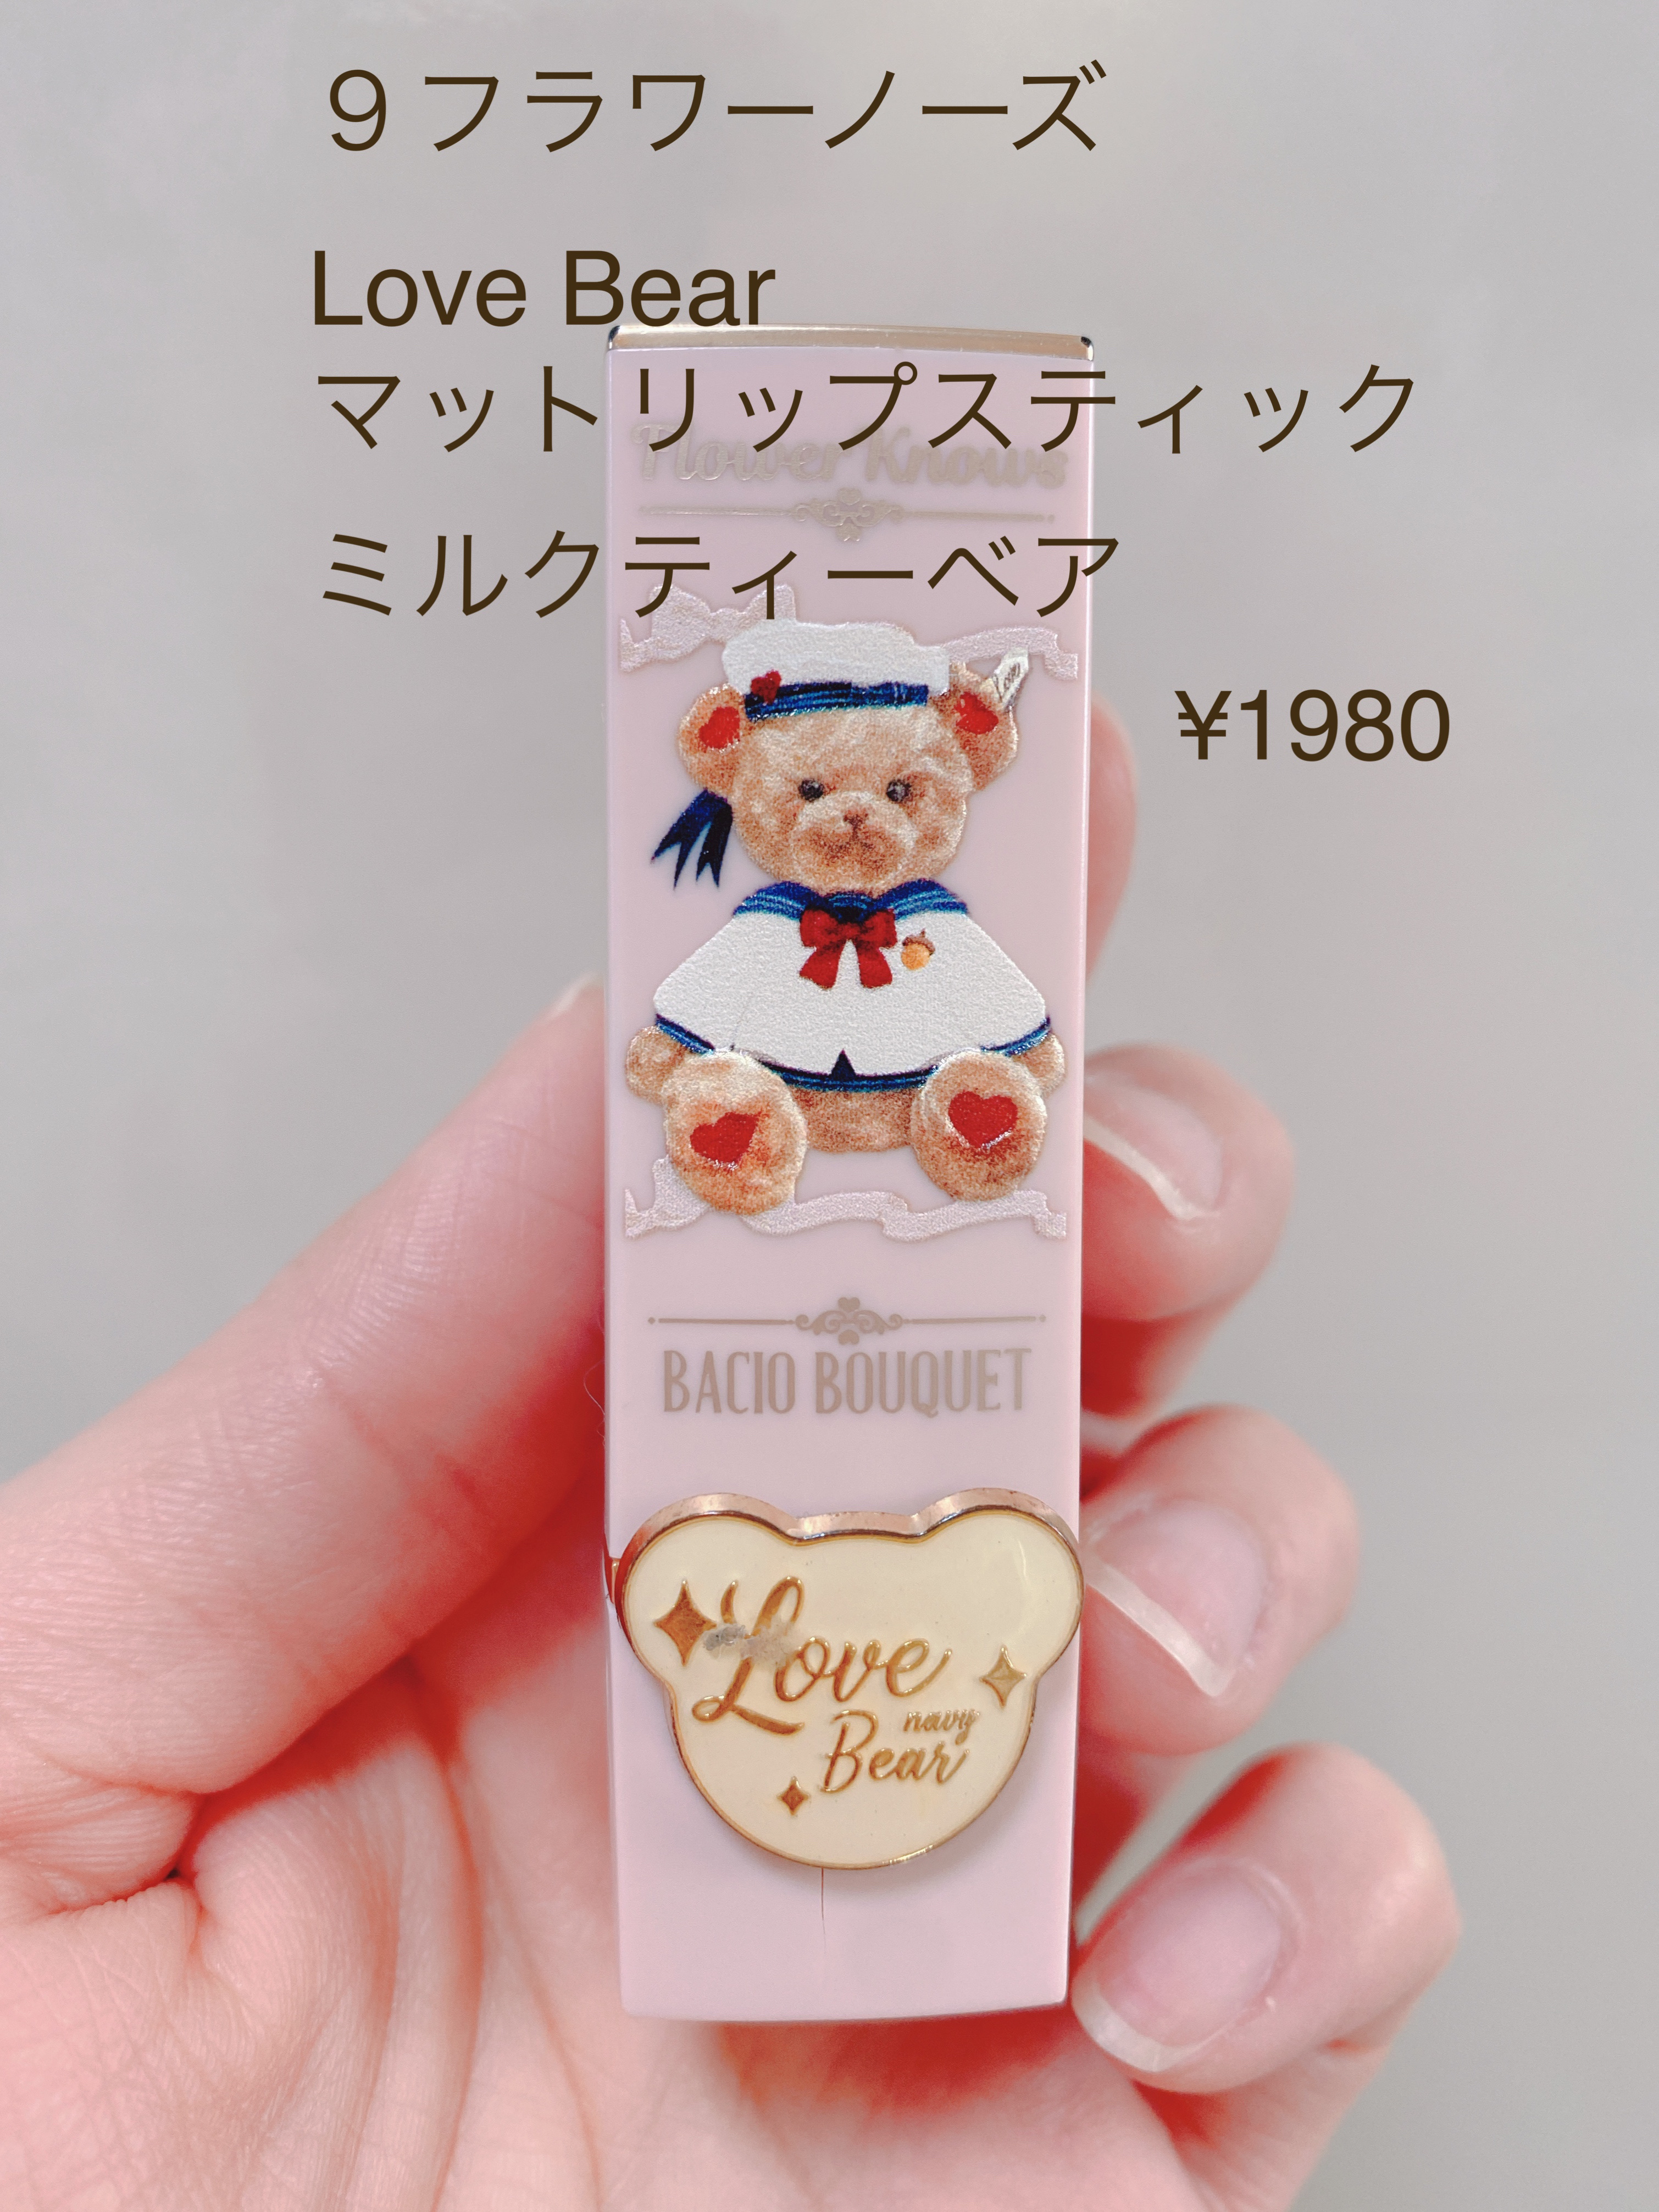 ９フラワーノーズ
Love Bear
マットリップスティック
Flower Knows
ミルクティーベア
Love
¥1980
BACIO BOUQUET
Love
navy
Bear